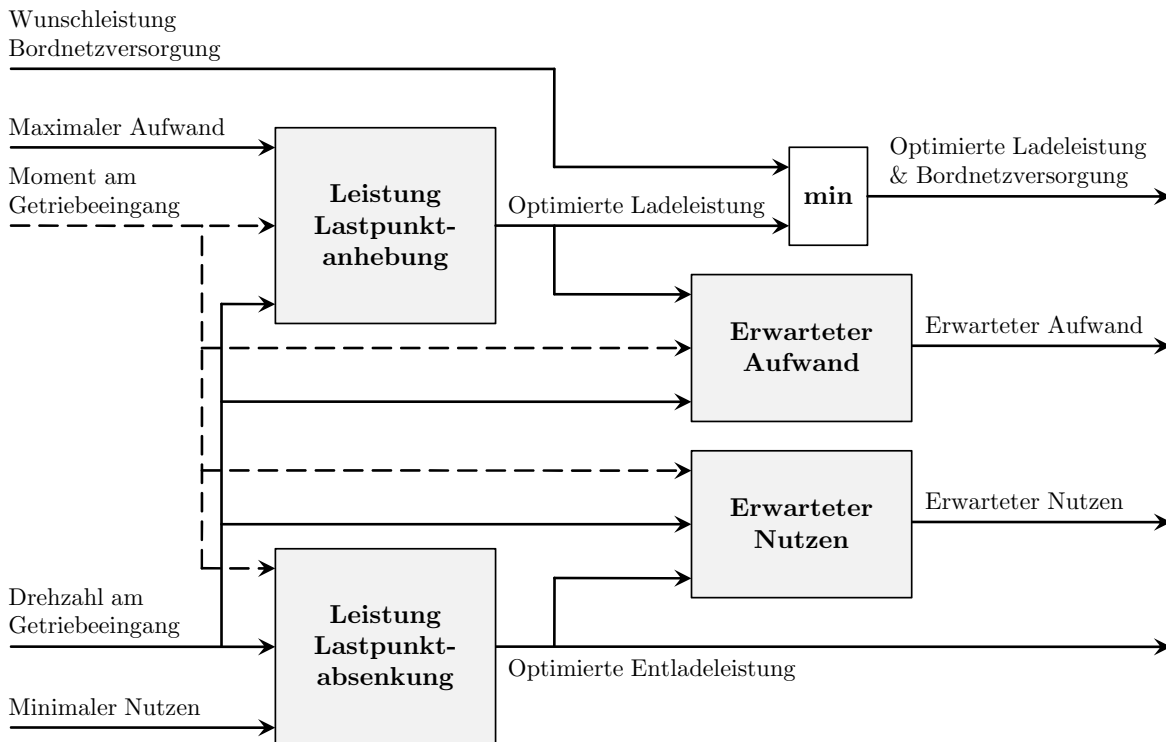 Wunschleistung
Bordnetzversorgung
Maximaler Aufwand
Moment am
Getriebeeingang
Leistung
Lastpunkt-
anhebung
Optimierte Ladeleistung
min
Optimierte Ladeleistung
& Bordnetzversorgung
Erwarteter
Aufwand
Erwarteter Aufwand
Erwarteter
Nutzen
Erwarteter Nutzen
Drehzahl am
Getriebeeingang
Leistung
Lastpunkt-
absenkung
Optimierte Entladeleistung
Minimaler Nutzen